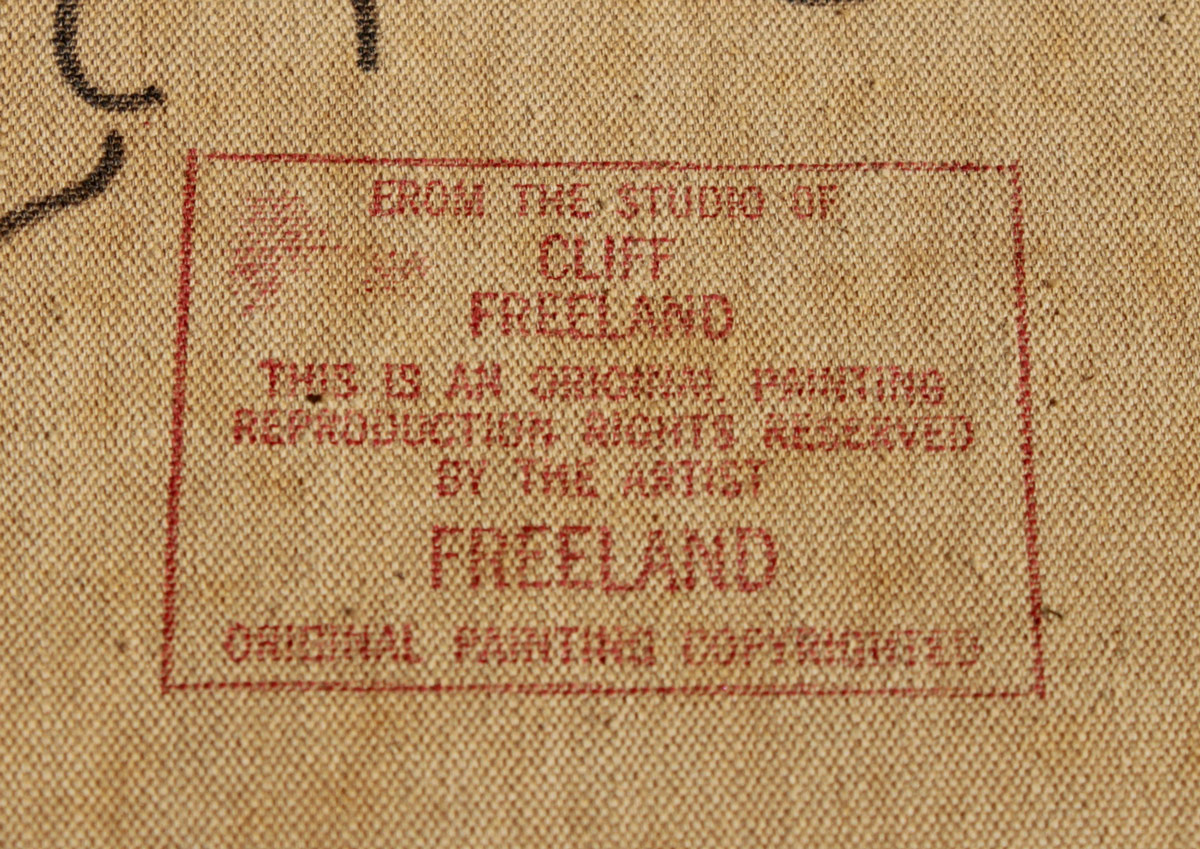 FROM THE STUDIO OF
CLIFF
FREELAND
THIS IS AN ORIGINAL PAINTING
REPRODUCTION RIGHTS RESERVED
BY THE ARTIST
FREELAND
ORIGINAL PAINTING COPYRIGHTED